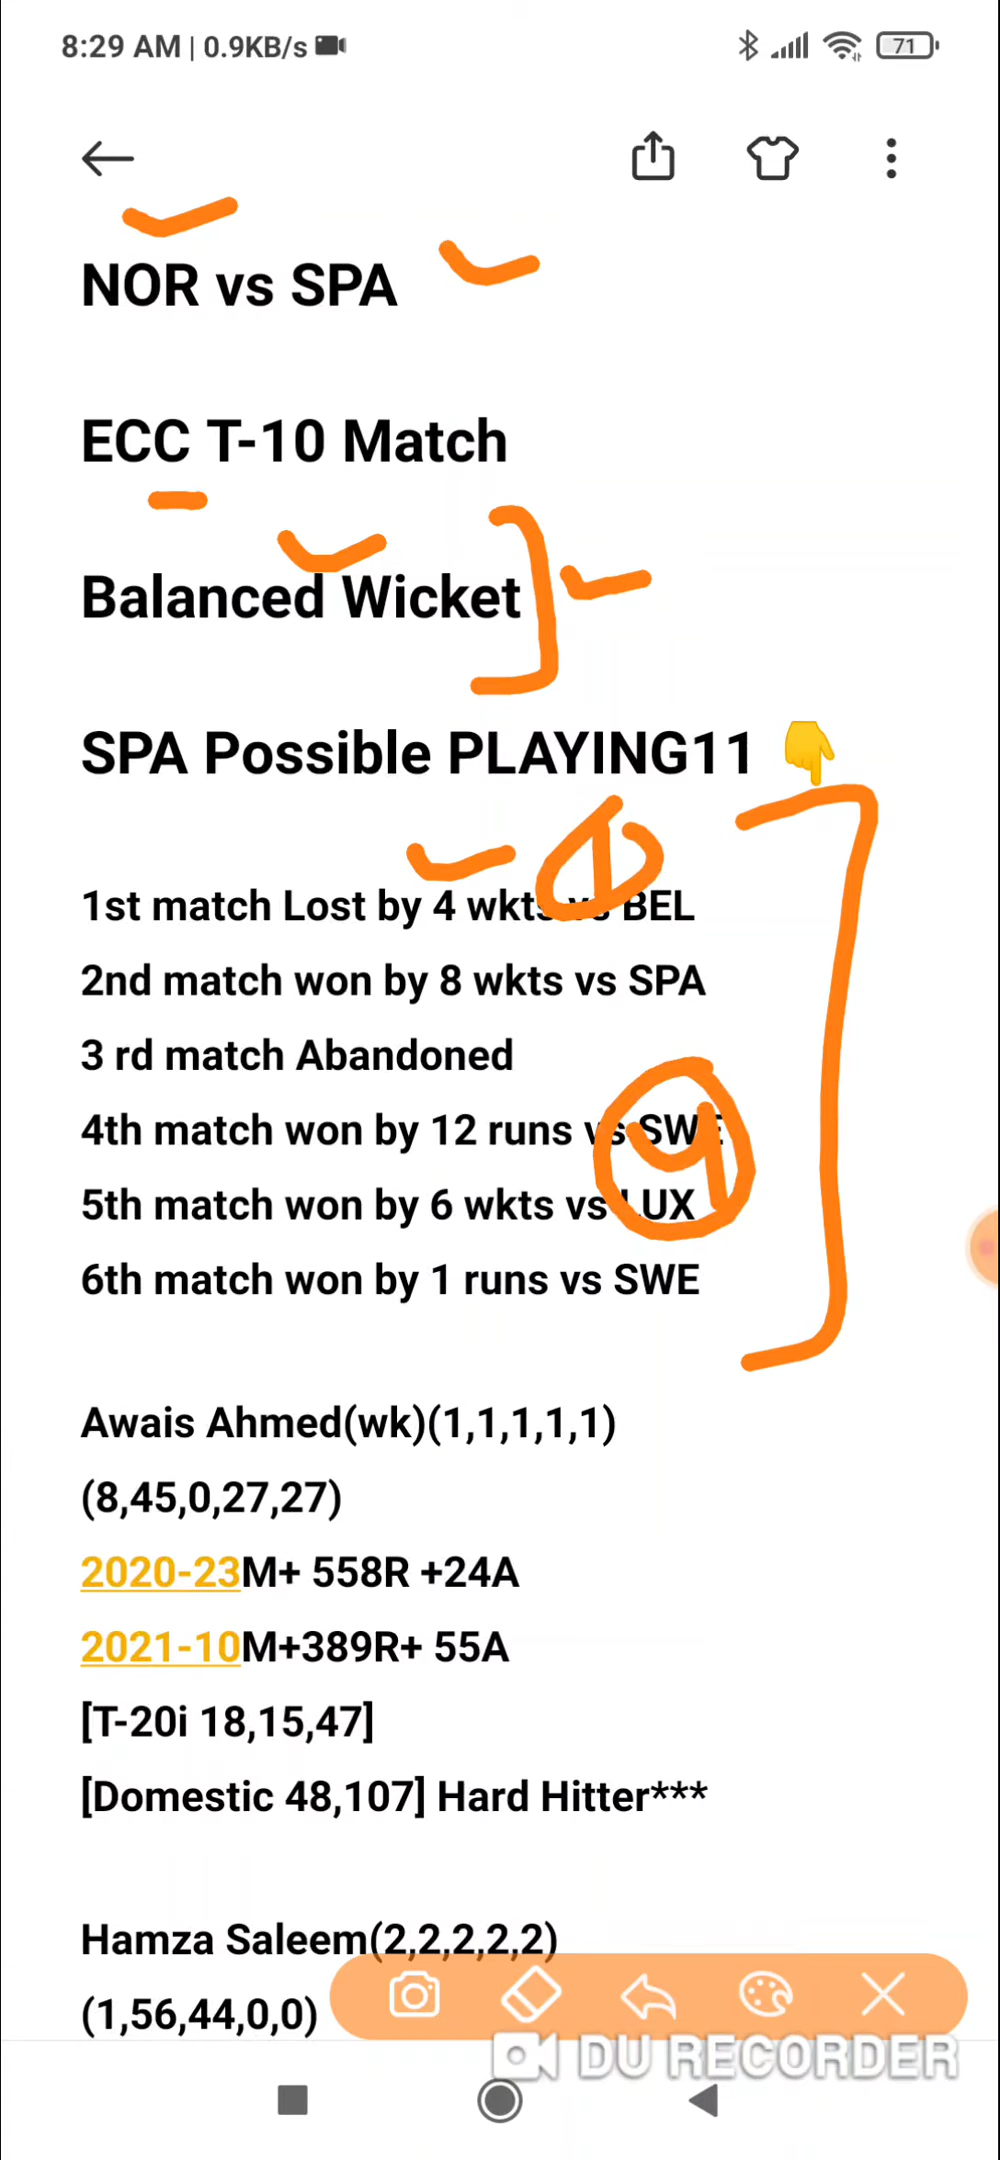 8:29 AM | 0.9KB/s
71
NOR vs SPA
ECC T-10 Match
Balanced Wicket
SPA Possible PLAYING11 👇
1
1st match Lost by 4 wkts vs BEL
2nd match won by 8 wkts vs SPA
3 rd match Abandoned
4th match won by 12 runs vs SWE
4
5th match won by 6 wkts vs LUX
6th match won by 1 runs vs SWE
Awais Ahmed(wk)(1,1,1,1,1)
(8,45,0,27,27)
2020-23M+ 558R +24A
2021-10M+389R+ 55A
[T-20i 18,15,47]
[Domestic 48,107] Hard Hitter***
Hamza Saleem(2,2,2,2,2)
(1,56,44,0,0)
DU RECORDER